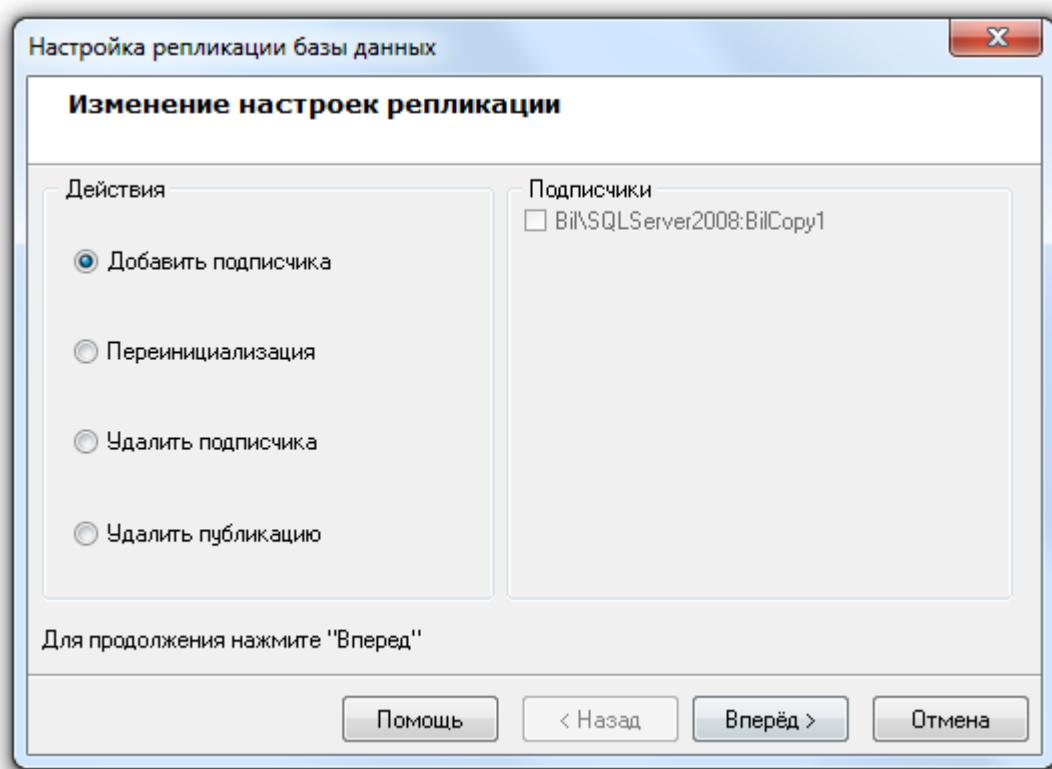 Настройка репликации базы данных
Изменение настроек репликации
Действия
Добавить подписчика
Переинициализация
Удалить подписчика
Удалить публикацию
Подписчики
Bil\SQLServer2008:BilCopy1
Для продолжения нажмите "Вперед"
Помощь
< Назад
Вперёд >
Отмена